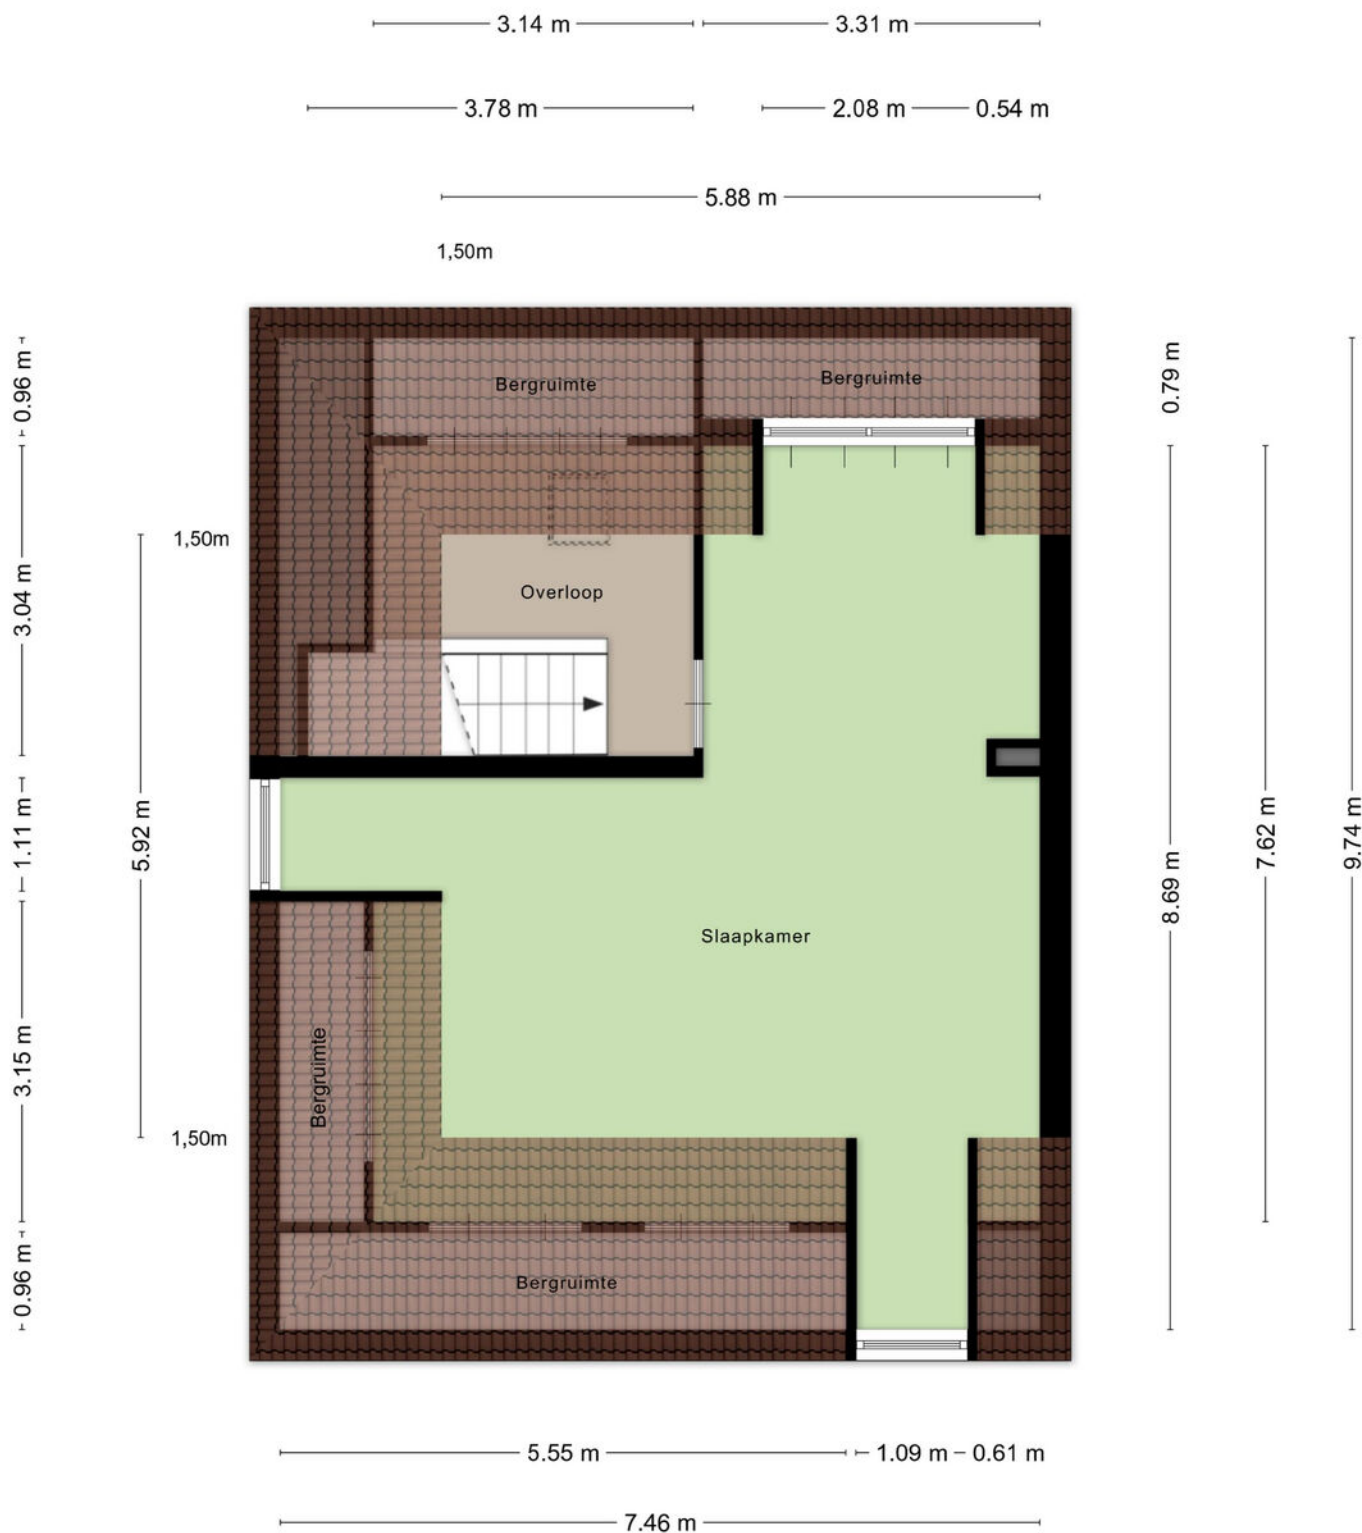 3.14 m 3.31 m
3.78 m 2.08 m 0.54 m
5.88 m
1,50m
0.96 m
3.04 m
1.11 m
3.15 m
0.96 m
1,50m
5.92 m
1,50m
Bergruimte
Bergruimte
Overloop
Slaapkamer
Bergruimte
Bergruimte
0.79 m
8.69 m
7.62 m
9.74 m
5.55 m 1.09 m 0.61 m
7.46 m